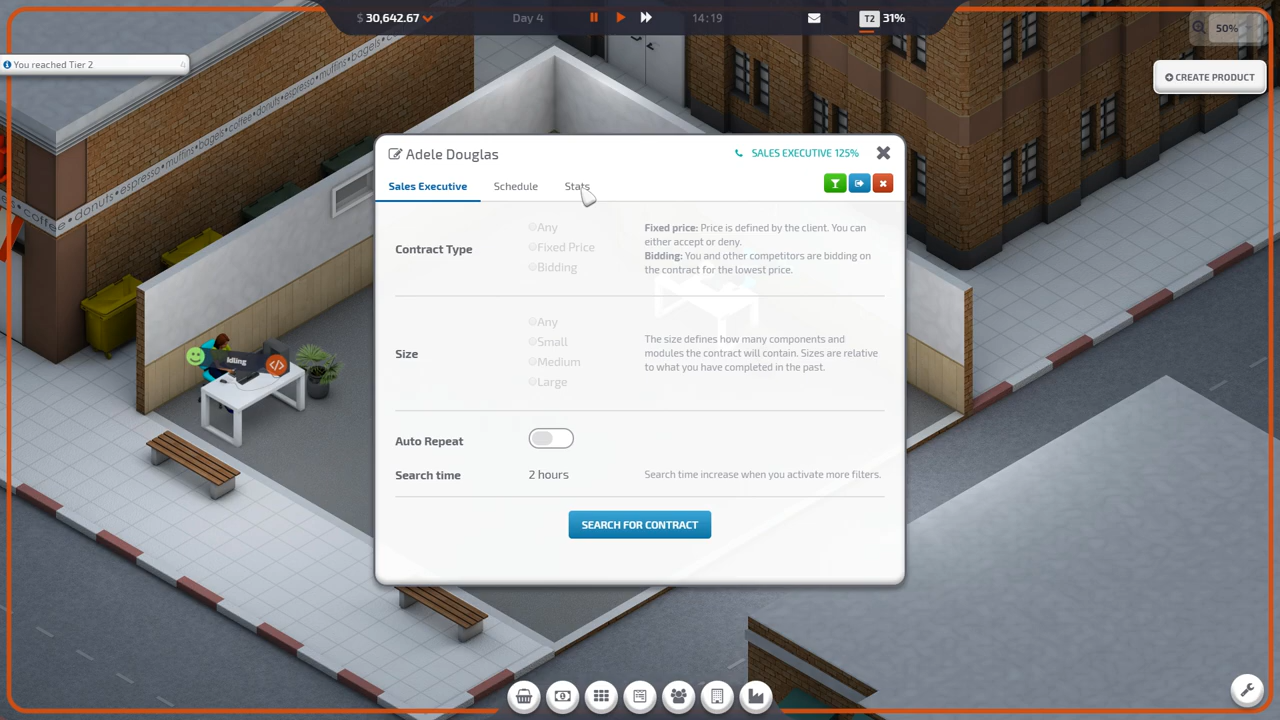 $ 30,642.67
Day 4
14:19
T2 31%
50%
You reached Tier 2
4
CREATE PRODUCT
coffee•donuts•espresso•muffins•bagels•coffee•donuts•espresso•muffins•bagels
Adele Douglas
SALES EXECUTIVE 125%
Sales Executive
Schedule
Stats
Contract Type
Any
Fixed Price
Bidding
Fixed price: Price is defined by the client. You can
either accept or deny.
Bidding: You and other competitors are bidding on
the contract for the lowest price.
Size
Any
Small
Medium
Large
The size defines how many components and
modules the contract will contain. Sizes are relative
to what you have completed in the past.
Auto Repeat
Search time
2 hours
Search time increase when you activate more filters.
SEARCH FOR CONTRACT
Idling